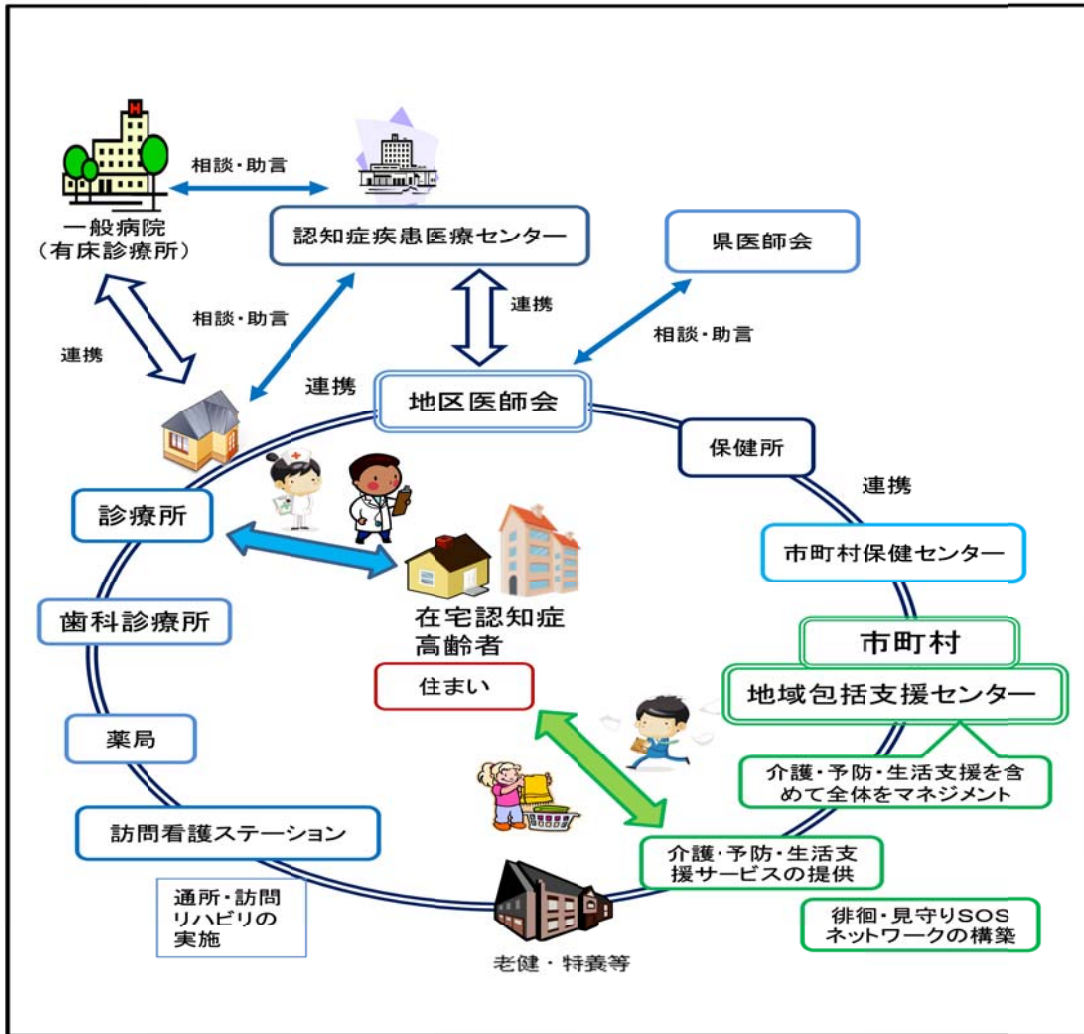 H
相談・助言
一般病院
(有床診療所)
認知症疾患医療センター
県医師会
連携
相談・助言
連携
相談・助言
連携
地区医師会
保健所
連携
診療所
市町村保健センター
歯科診療所
在宅認知症
高齢者
市町村
住まい
地域包括支援センター
薬局
介護・予防・生活支援を含
めて全体をマネジメント
訪問看護ステーション
介護・予防・生活支
援サービスの提供
通所・訪問
リハビリの
実施
徘徊・見守りSOS
ネットワークの構築
老健・特養等